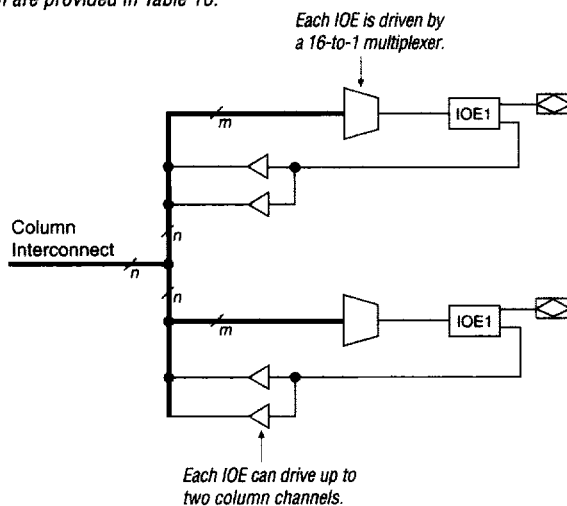 are provided in Table 10.
Each IOE is driven by
a 16-to-1 multiplexer.
m
IOE1
Column
Interconnect
n
n
n
m
IOE1
Each IOE can drive up to
two column channels.